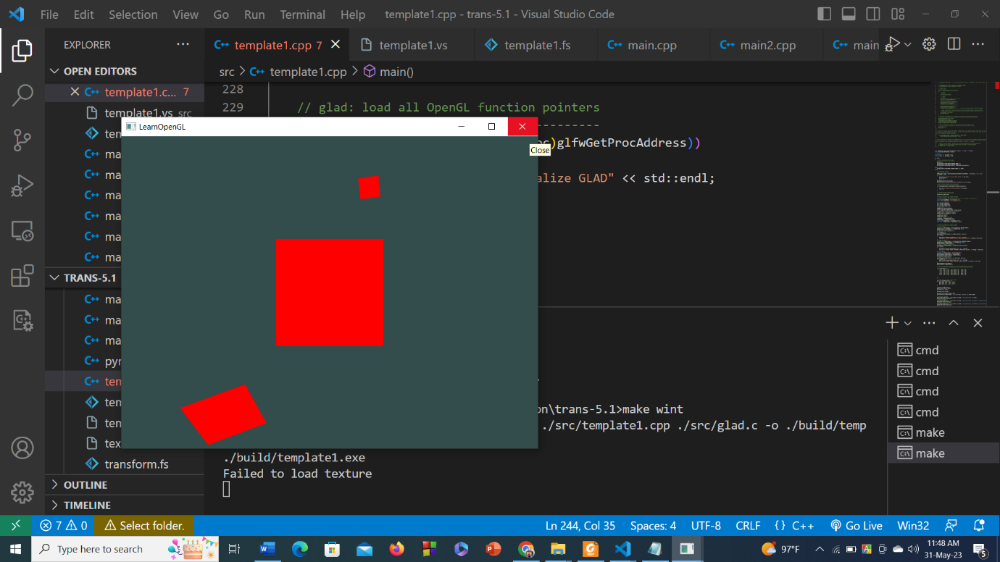 File Edit Selection View Go Run Terminal Help template1.cpp - trans-5.1 - Visual Studio Code
EXPLORER
template1.cpp 7 template1.vs template1.fs main.cpp main2.cpp main
OPEN EDITORS
src > template1.cpp > main()
template1.c... 7
template1.vs src
ten
ma
ma
ma
ma
ma
ma
TRANS-5.1
ma
ma
ma
pyr
ten
ten
ten
tex
transform.fs
OUTLINE
TIMELINE
228
229 // glad: load all OpenGL function pointers
LearnOpenGL
Close
)glfwGetProcAddress))
alize GLAD" << std::endl;
on\trans-5.1>make wint
./src/template1.cpp ./src/glad.c -o ./build/temp
./build/template1.exe
Failed to load texture
cmd
cmd
cmd
cmd
make
make
7 0 Select folder. Ln 244, Col 35 Spaces: 4 UTF-8 CRLF {} C++ Go Live Win32
Type here to search
97°F
11:48 AM
31-May-23
5